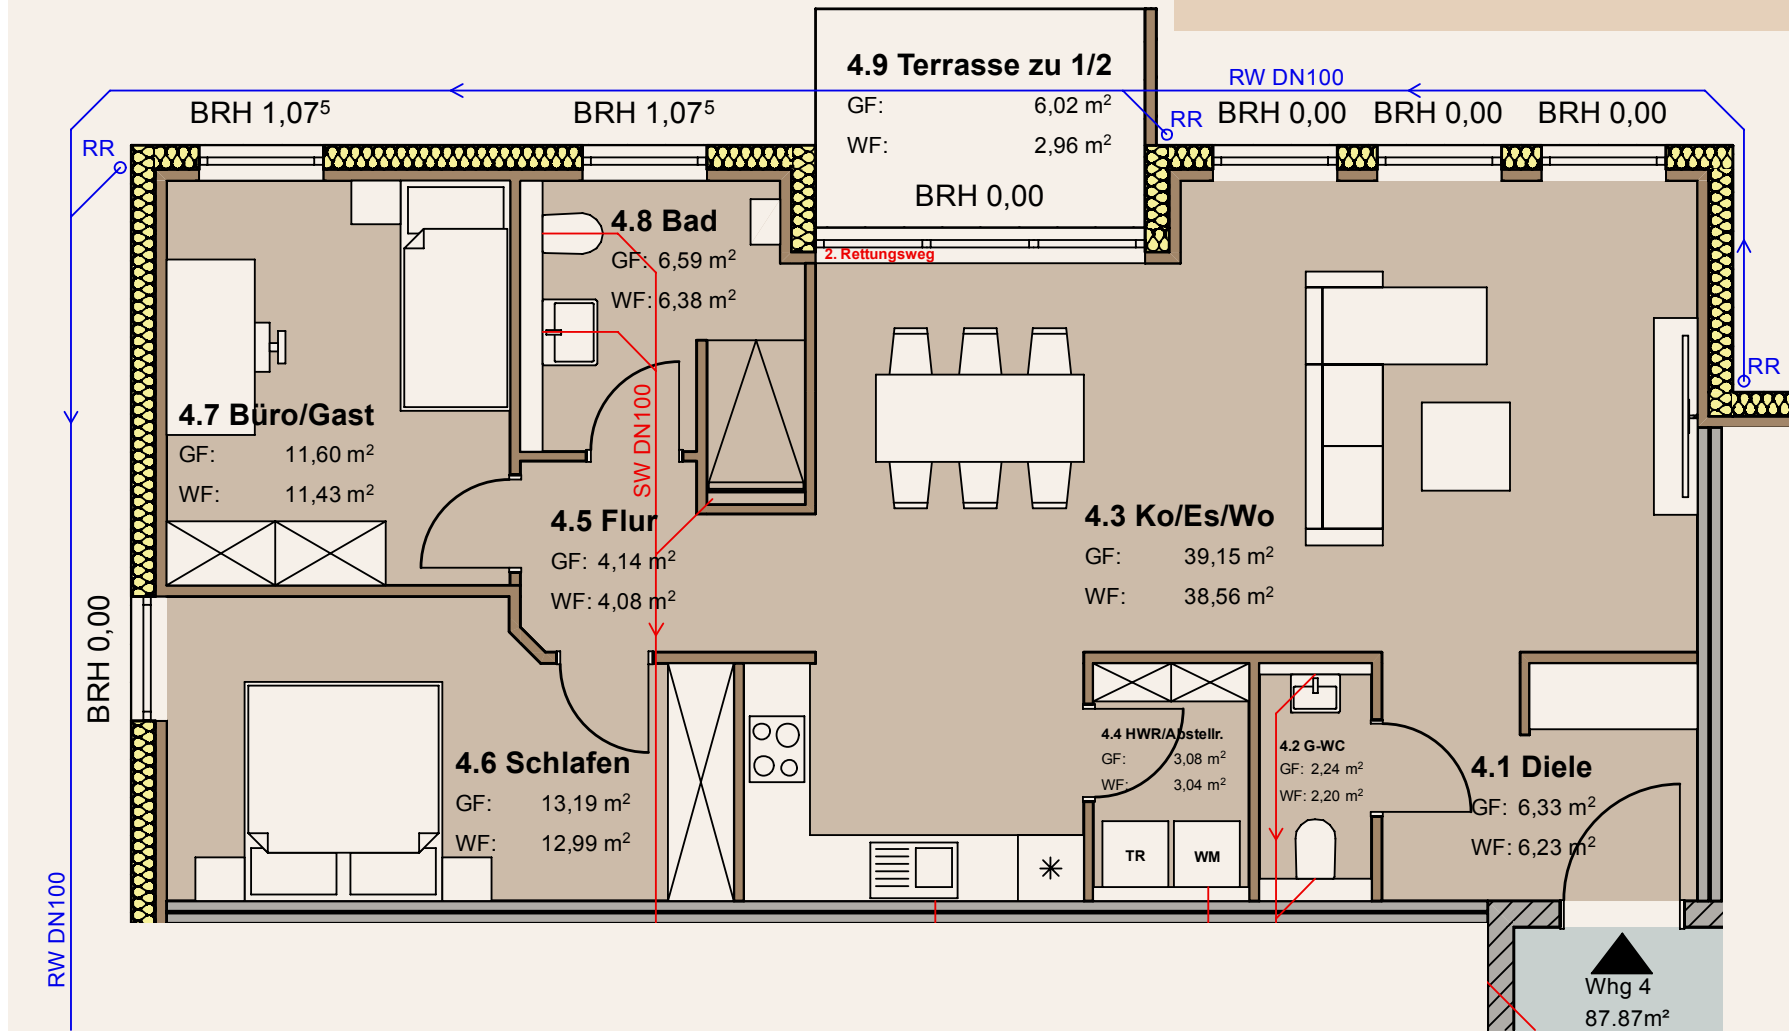 4.9 Terrasse zu 1/2
GF: 6,02 m²
WF: 2,96 m²
BRH 0,00
2. Rettungsweg
RW DN100
BRH 1,07⁵
BRH 1,07⁵
RR
BRH 0,00
BRH 0,00
BRH 0,00
RR
RR
4.8 Bad
GF: 6,59 m²
WF: 6,38 m²
4.7 Büro/Gast
GF: 11,60 m²
WF: 11,43 m²
SW DN100
4.5 Flur
GF: 4,14 m²
WF: 4,08 m²
4.3 Ko/Es/Wo
GF: 39,15 m²
WF: 38,56 m²
BRH 0,00
4.6 Schlafen
GF: 13,19 m²
WF: 12,99 m²
4.4 HWR/Abstellr.
GF: 3,08 m²
WF: 3,04 m²
TR
WM
4.2 G-WC
GF: 2,24 m²
WF: 2,20 m²
4.1 Diele
GF: 6,33 m²
WF: 6,23 m²
RW DN100
Whg 4
87.87m²